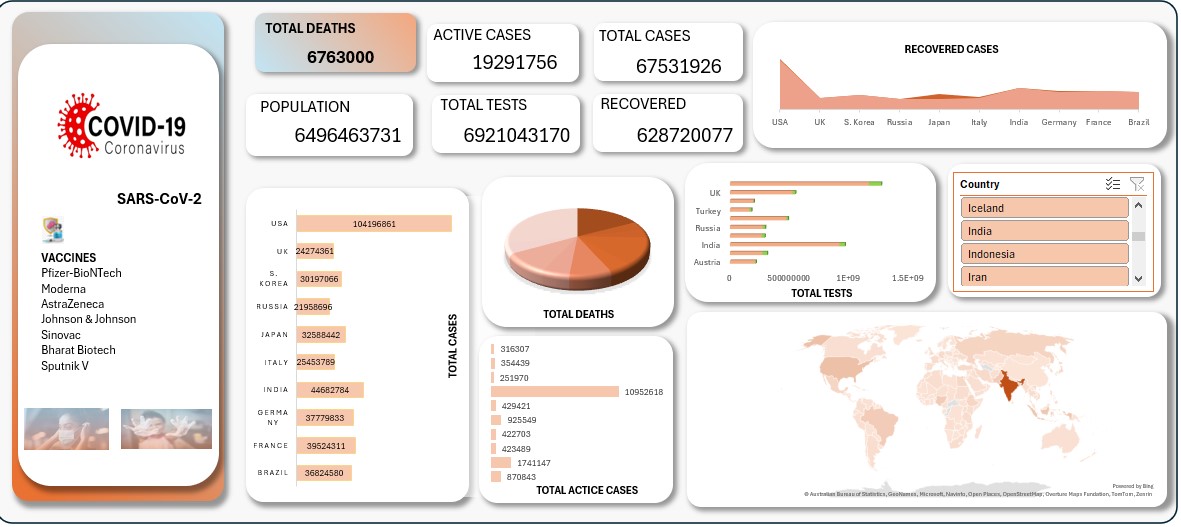 COVID-19
Coronavirus
SARS-CoV-2
VACCINES
Pfizer-BioNTech
Moderna
AstraZeneca
Johnson & Johnson
Sinovac
Bharat Biotech
Sputnik V
TOTAL DEATHS
6763000
ACTIVE CASES
19291756
TOTAL CASES
67531926
POPULATION
6496463731
TOTAL TESTS
6921043170
RECOVERED
628720077
RECOVERED CASES
USA UK S. Korea Russia Japan Italy India Germany France Brazil
USA 104196861
UK 24274361
S. KOREA 30197066
RUSSIA 21958696
JAPAN 32588442
ITALY 25453789
INDIA 44682784
GERMA
NY 37779833
FRANCE 39524311
BRAZIL 36824580
TOTAL CASES
TOTAL DEATHS
316307
354439
251970
10952618
429421
925549
422703
423489
1741147
870843
TOTAL ACTICE CASES
UK
Turkey
Russia
India
Austria
0 500000000 1E+09 1.5E+09
TOTAL TESTS
Country
Iceland
India
Indonesia
Iran
Powered by Bing
© Australian Bureau of Statistics, GeoNames, Microsoft, Navinfo, Open Places, OpenStreetMap, Overture Maps Fundation, TomTom, Zenrin